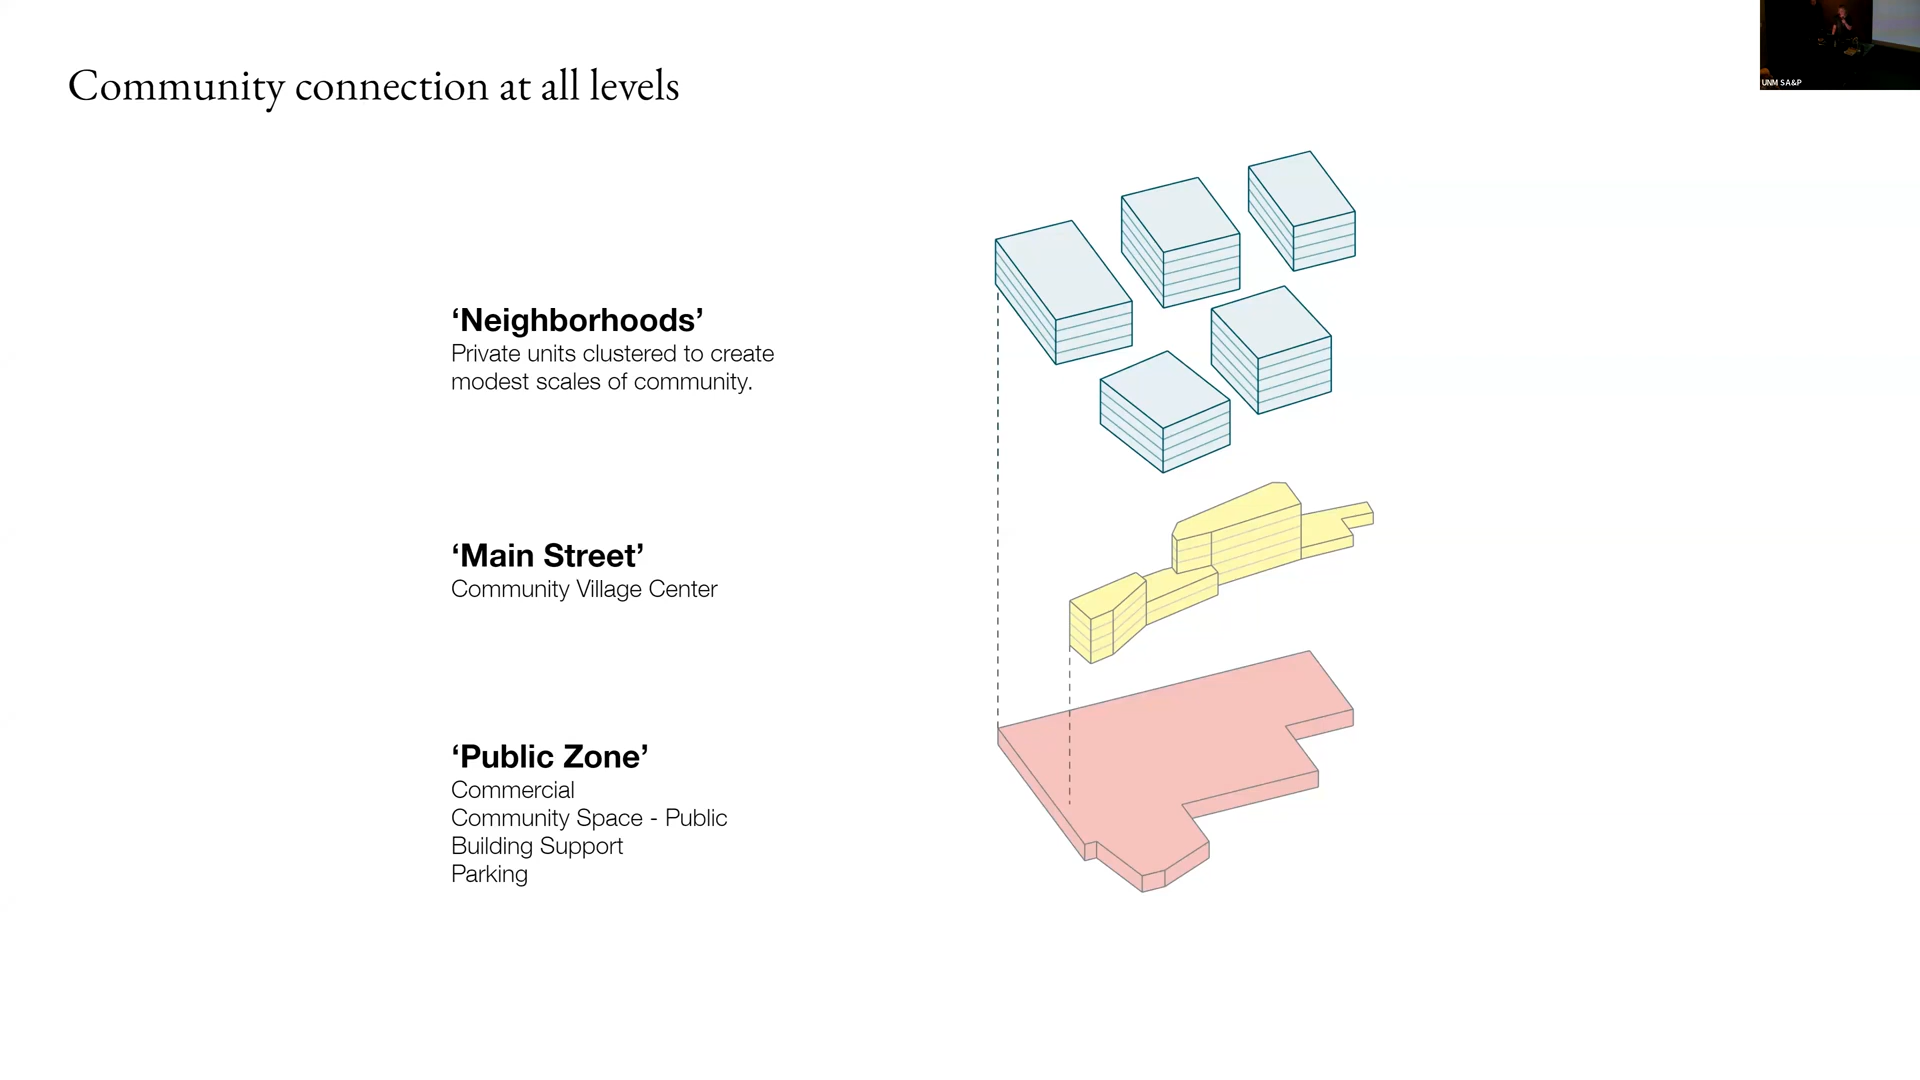 Community connection at all levels
UNM SA&P
‘Neighborhoods’
Private units clustered to create
modest scales of community.
‘Main Street’
Community Village Center
‘Public Zone’
Commercial
Community Space - Public
Building Support
Parking